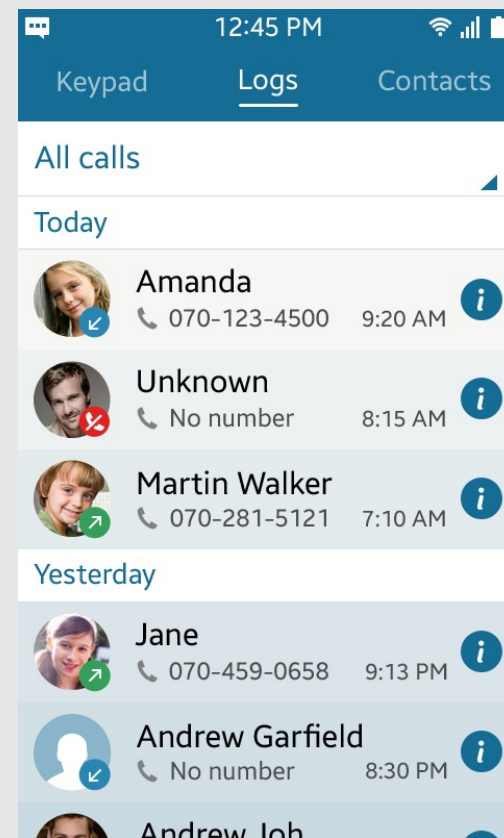 12:45 PM
Keypad Logs Contacts
All calls
Today
Amanda
070-123-4500 9:20 AM
Unknown
No number 8:15 AM
Martin Walker
070-281-5121 7:10 AM
Yesterday
Jane
070-459-0658 9:13 PM
Andrew Garfield
No number 8:30 PM
Andrew Joh